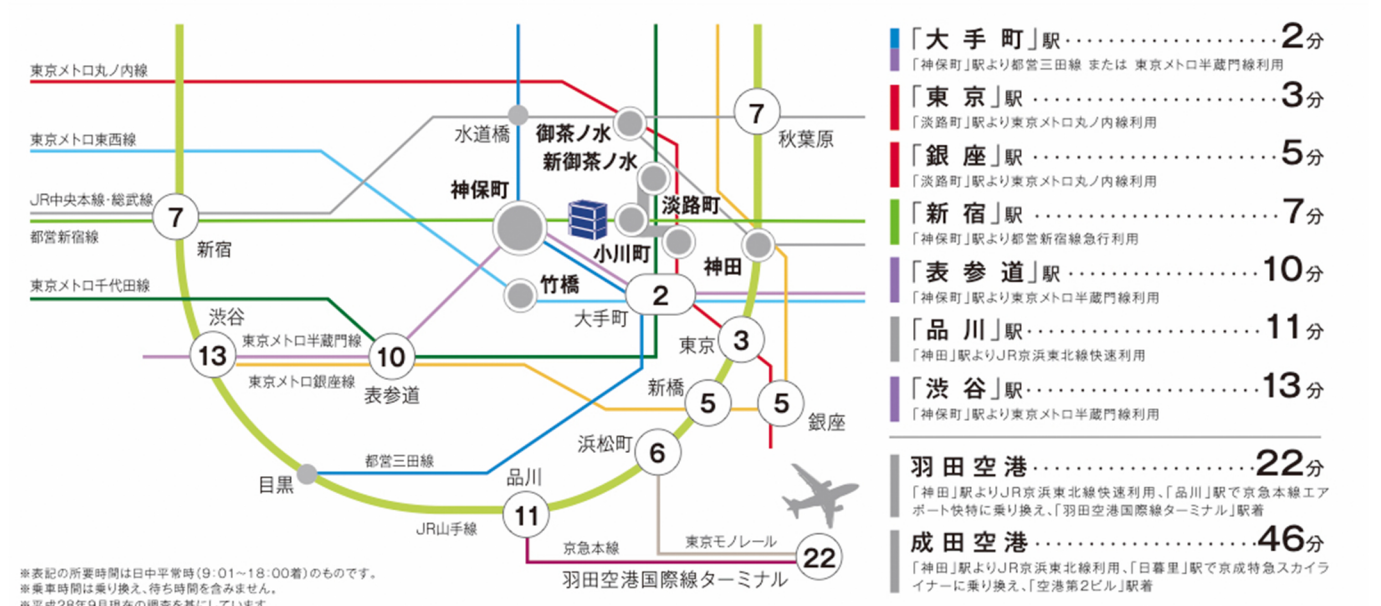 東京メトロ丸ノ内線
東京メトロ東西線
JR中央本線・総武線
都営新宿線
東京メトロ千代田線
水道橋
御茶ノ水
新御茶ノ水
7
秋葉原
神保町
淡路町
小川町
神田
7
新宿
竹橋
2
大手町
渋谷
13
東京メトロ半蔵門線
東京メトロ銀座線
10
表参道
東京
3
新橋
5
5
銀座
浜松町
6
目黒
都営三田線
品川
11
JR山手線
京急本線
東京モノレール
22
羽田空港国際線ターミナル
※表記の所要時間は日中平常時(9:01〜18:00着)のものです。
※乗車時間は乗り換え、待ち時間を含みません。
※平成28年9月現在の調査を基にしています。
「大手町」駅・・・・・・・・・・・・・・・・・・・・2分
「神保町」駅より都営三田線 または 東京メトロ半蔵門線利用
「東京」駅・・・・・・・・・・・・・・・・・・・・・・・3分
「淡路町」駅より東京メトロ丸ノ内線利用
「銀座」駅・・・・・・・・・・・・・・・・・・・・・・・5分
「淡路町」駅より東京メトロ丸ノ内線利用
「新宿」駅・・・・・・・・・・・・・・・・・・・・・・・7分
「神保町」駅より都営新宿線急行利用
「表参道」駅・・・・・・・・・・・・・・・・・・10分
「神保町」駅より東京メトロ半蔵門線利用
「品川」駅・・・・・・・・・・・・・・・・・・・・・11分
「神田」駅よりJR京浜東北線快速利用
「渋谷」駅・・・・・・・・・・・・・・・・・・・・・13分
「神保町」駅より東京メトロ半蔵門線利用
羽田空港・・・・・・・・・・・・・・・・・・・・22分
「神田」駅よりJR京浜東北線快速利用、「品川」駅で京急本線エア
ポート快特に乗り換え、「羽田空港国際線ターミナル」駅着
成田空港・・・・・・・・・・・・・・・・・・・・46分
「神田」駅よりJR京浜東北線利用、「日暮里」駅で京成特急スカイラ
イナーに乗り換え、「空港第2ビル」駅着